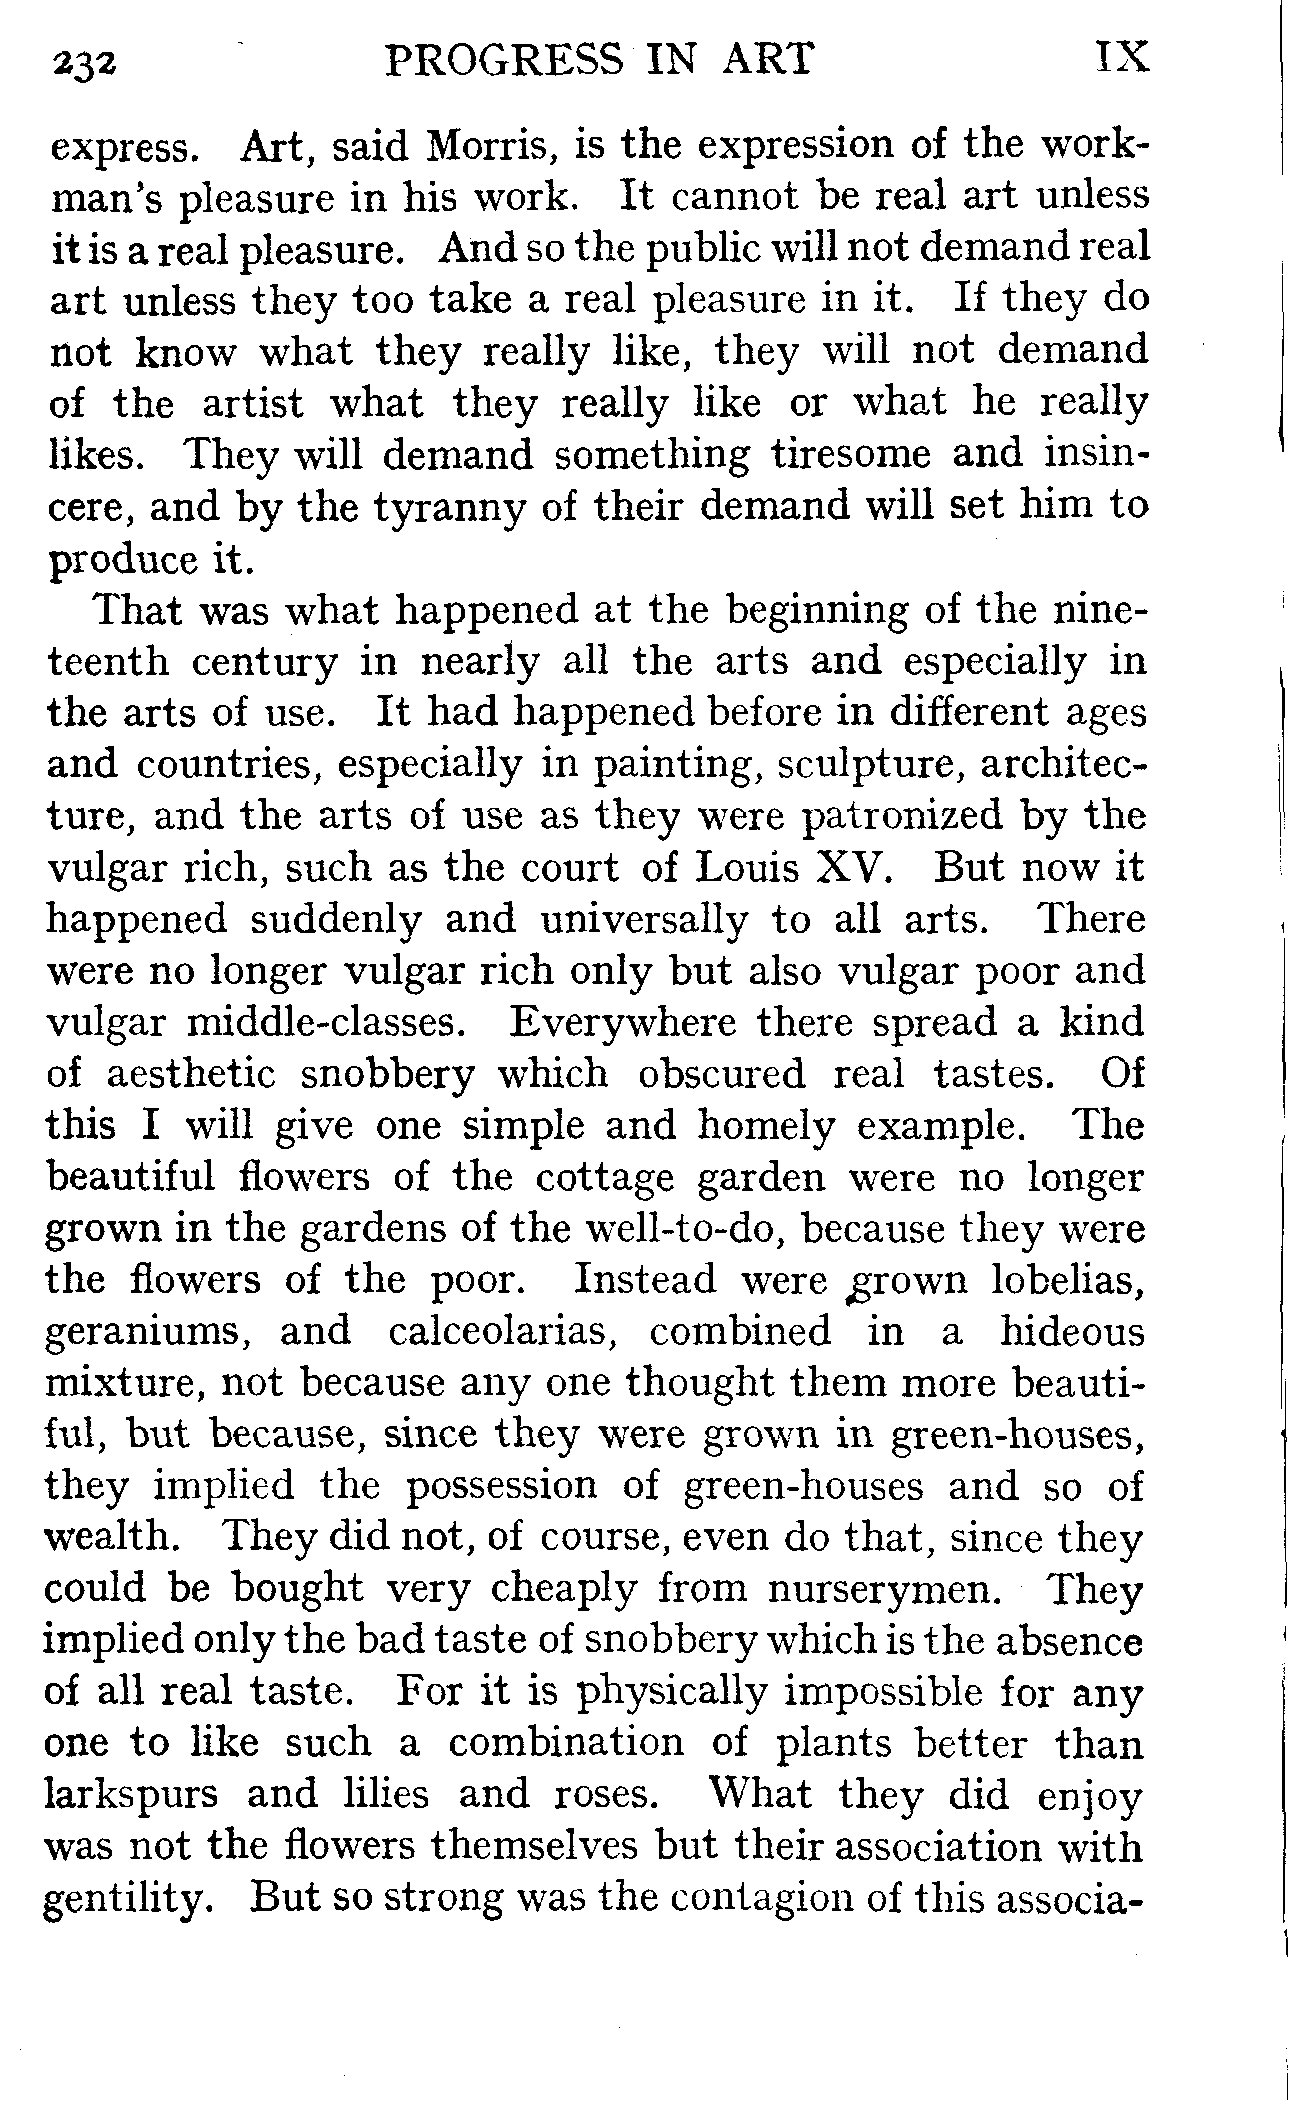 232 PROGRESS IN ART IX
express. Art, said Morris, is the expression of the work-
man's pleasure in his work. It cannot be real art unless
it is a real pleasure. And so the public will not demand real
art unless they too take a real pleasure in it. If they do
not know what they really like, they will not demand
of the artist what they really like or what he really
likes. They will demand something tiresome and insin-
cere, and by the tyranny of their demand will set him to
produce it.
That was what happened at the beginning of the nine-
teenth century in nearly all the arts and especially in
the arts of use. It had happened before in different ages
and countries, especially in painting, sculpture, architec-
ture, and the arts of use as they were patronized by the
vulgar rich, such as the court of Louis XV. But now it
happened suddenly and universally to all arts. There
were no longer vulgar rich only but also vulgar poor and
vulgar middle-classes. Everywhere there spread a kind
of aesthetic snobbery which obscured real tastes. Of
this I will give one simple and homely example. The
beautiful flowers of the cottage garden were no longer
grown in the gardens of the well-to-do, because they were
the flowers of the poor. Instead were grown lobelias,
geraniums, and calceolarias, combined in a hideous
mixture, not because any one thought them more beauti-
ful, but because, since they were grown in green-houses,
they implied the possession of green-houses and so of
wealth. They did not, of course, even do that, since they
could be bought very cheaply from nurserymen. They
implied only the bad taste of snobbery which is the absence
of all real taste. For it is physically impossible for any
one to like such a combination of plants better than
larkspurs and lilies and roses. What they did enjoy
was not the flowers themselves but their association with
gentility. But so strong was the contagion of this associa-